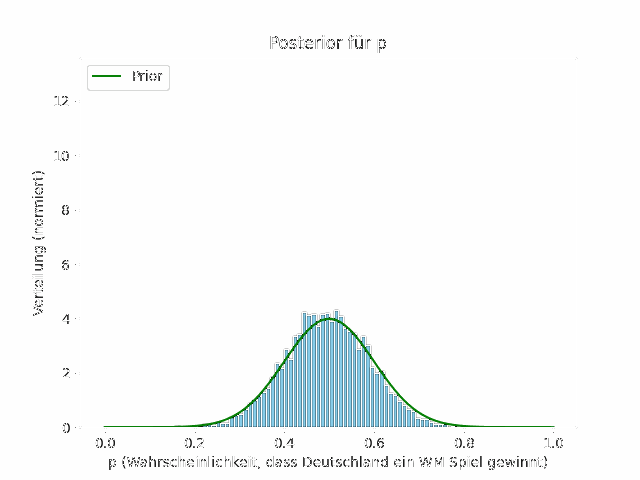 Posterior für p
Prior
12
10
8
6
4
2
0
Verteilung (normiert)
0.0 0.2 0.4 0.6 0.8 1.0
p (Wahrscheinlichkeit, dass Deutschland ein WM Spiel gewinnt)